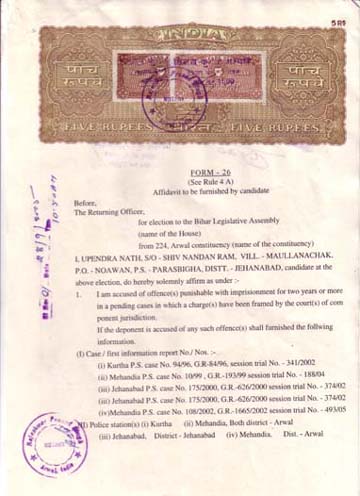 5 RS
INDIA
पाँच
रूपये
पाँच
रूपये
FIVE RUPEES
भारत
FIVE RUPEES
FORM - 26
(See Rule 4 A)
Affidavit to be furnished by candidate
Before,
The Returning Officer,
for election to the Bihar Legislative Assembly
(name of the House)
from 224, Arwal constituency (name of the constituency)
I, UPENDRA NATH, S/O - SHIV NANDAN RAM, VILL. - MAULLANACHAK,
P.O. - NOAWAN, P.S. - PARASBIGHA, DISTT. - JEHANABAD, candidate at the
above election, do hereby solemnly affirm as under :-
1. I am accused of offence(s) punishable with impristionment for two years or more
in a pending cases in which a charge(s) have been framed by the court(s) of com
ponent jurisdiction.
If the deponent is accused of any such offence(s) shall furnished the follwing
information.
(I) Case / first information report No./ Nos. :-
(i) Kurtha P.S. case No. 94/96, G.R-84/96, session trial No. - 341/2002
(ii) Mehandia P.S. case No. 10/99 , G.R.-193/99 session trial No. - 188/04
(iii) Jehanabad P.S. case No. 175/2000, G.R.-626/2000 session trial No. - 374/02
(iii) Jehanabad P.S. case No. 175/2000, G.R.-626/2000 session trial No. - 374/02
(iv)Mehandia P.S. case No. 108/2002, G.R.-1665/2002 session trial No. - 493/05
(II) Police station(s) (i) Kurtha (ii) Mehandia, Both district - Arwal
(iii) Jehanabad, District - Jehanabad (iv) Mehandia. Dist. - Arwal
Arwal, India